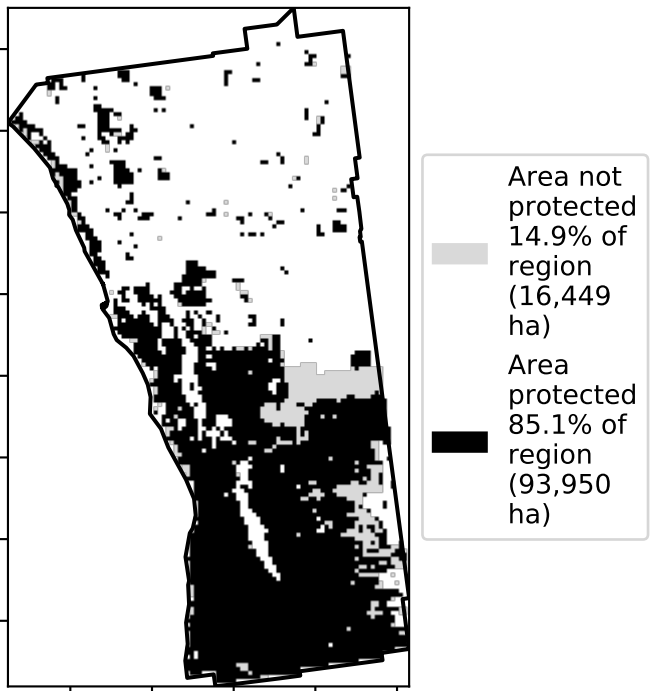 Area not
protected
14.9% of
region
(16,449
ha)
Area
protected
85.1% of
region
(93,950
ha)